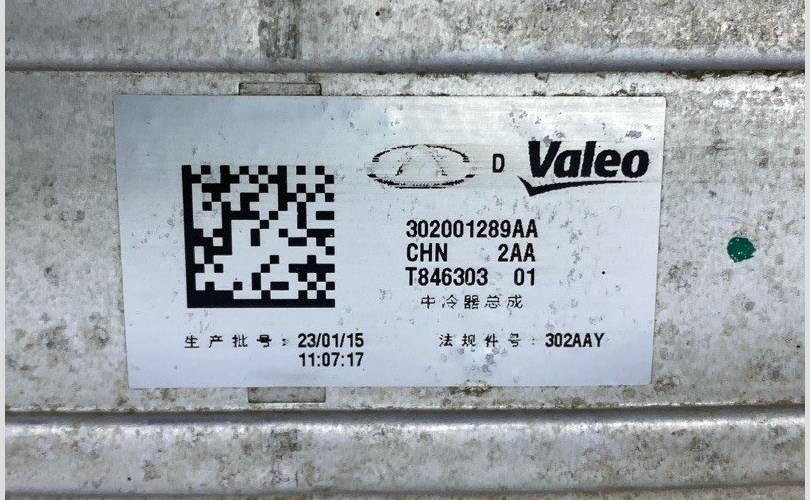 D Valeo
302001289AA
CHN 2AA
T846303 01
中冷器总成
生产批号: 23/01/15
11:07:17
法规件号: 302AAY